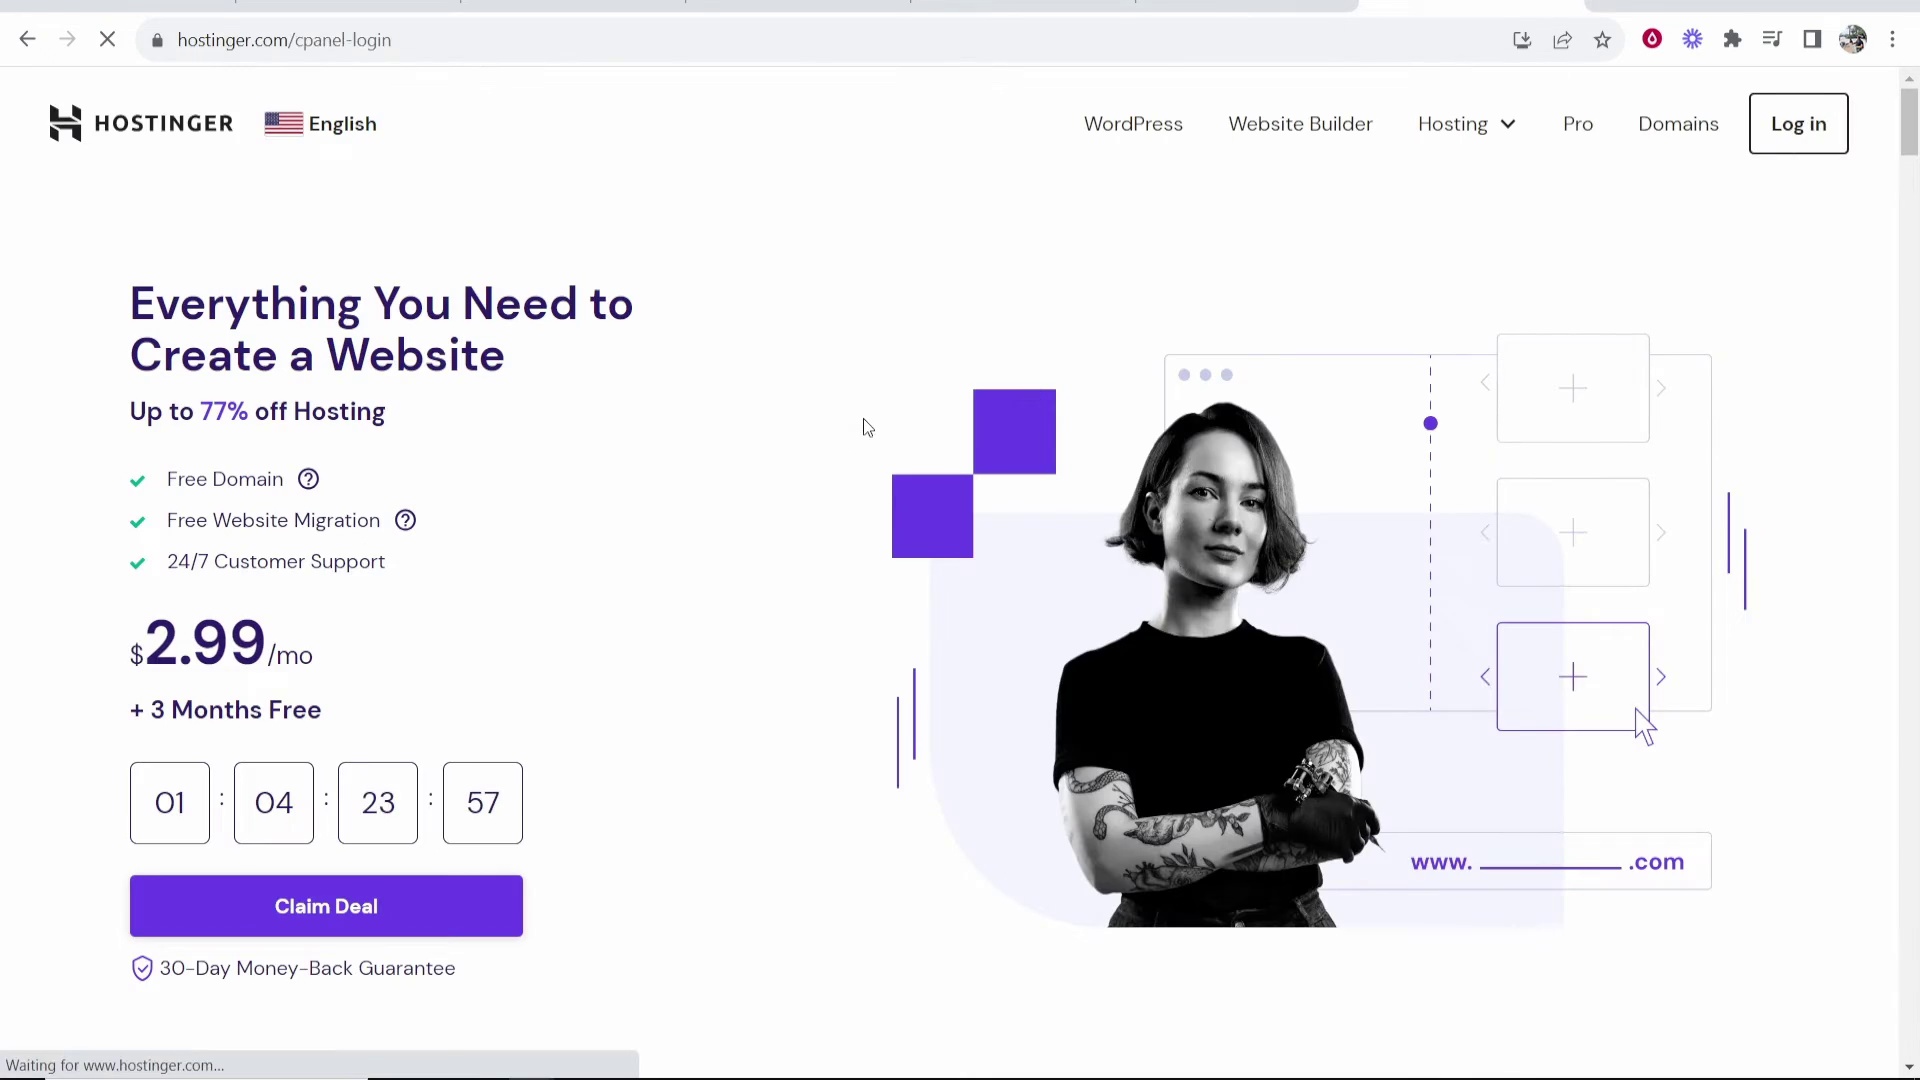 hostinger.com/cpanel-login
HOSTINGER
English
WordPress
Website Builder
Hosting
Pro
Domains
Log in
Everything You Need to
Create a Website
Up to 77% off Hosting
Free Domain ?
Free Website Migration ?
24/7 Customer Support
$2.99/mo
+ 3 Months Free
01 : 04 : 23 : 57
Claim Deal
30-Day Money-Back Guarantee
www. ________ .com
Waiting for www.hostinger.com...